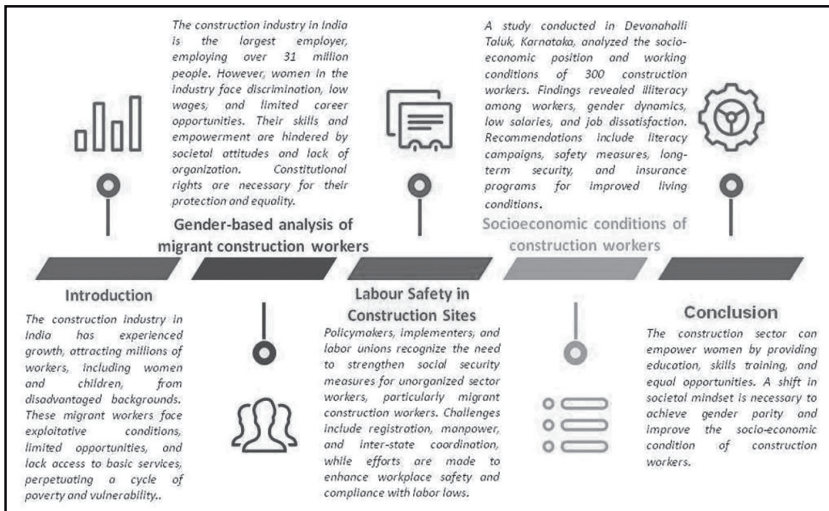 Introduction
The construction industry in
India has experienced
growth, attracting millions of
workers, including women
and children, from
disadvantaged backgrounds.
These migrant workers face
exploitative conditions,
limited opportunities, and
lack access to basic services,
perpetuating a cycle of
poverty and vulnerability..
The construction industry in India
is the largest employer,
employing over 31 million
people. However, women in the
industry face discrimination, low
wages, and limited career
opportunities. Their skills and
empowerment are hindered by
societal attitudes and lack of
organization. Constitutional
rights are necessary for their
protection and equality.
Gender-based analysis of
migrant construction workers
Labour Safety in
Construction Sites
Policymakers, implementers, and
labor unions recognize the need
to strengthen social security
measures for unorganized sector
workers, particularly migrant
construction workers. Challenges
include registration, manpower,
and inter-state coordination,
while efforts are made to
enhance workplace safety and
compliance with labor laws.
A study conducted in Devanahalli
Taluk, Karnataka, analyzed the socio-
economic position and working
conditions of 300 construction
workers. Findings revealed illiteracy
among workers, gender dynamics,
low salaries, and job dissatisfaction.
Recommendations include literacy
campaigns, safety measures, long-
term security, and insurance
programs for improved living
conditions.
Socioeconomic conditions of
construction workers
Conclusion
The construction sector can
empower women by providing
education, skills training, and
equal opportunities. A shift in
societal mindset is necessary to
achieve gender parity and
improve the socio-economic
condition of construction
workers.